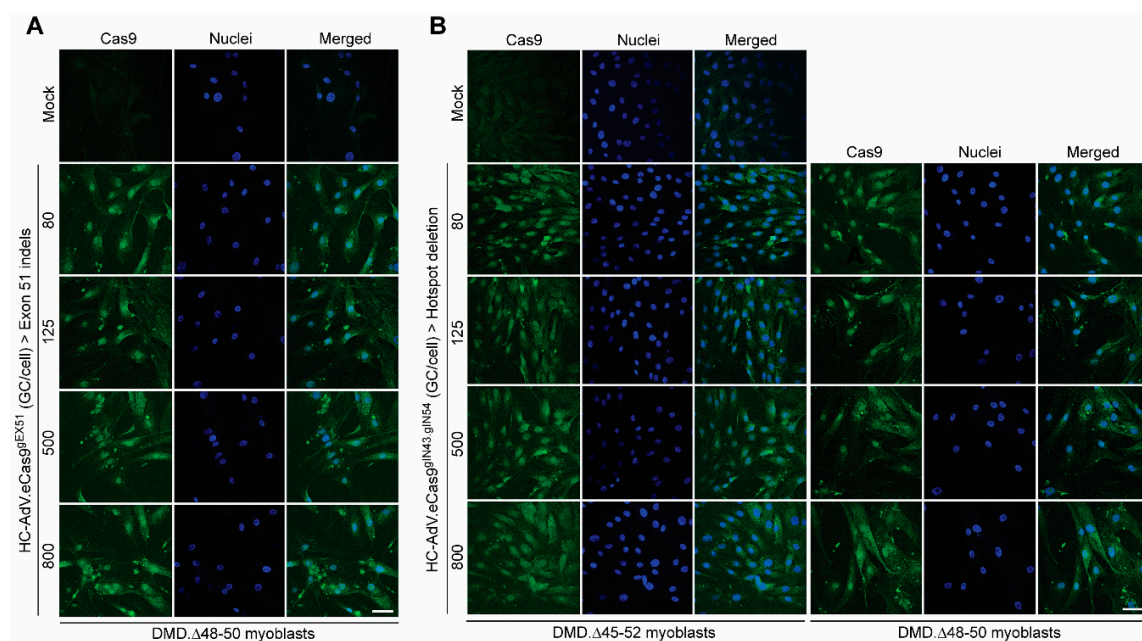 A
B
Cas9 Nuclei Merged
Cas9 Nuclei Merged
Mock
Mock
Cas9 Nuclei Merged
80
125
500
800
HC-AdV.eCas9gEX51 (GC/cell) > Exon 51 indels
80
125
500
800
HC-AdV.eCas9gIN43.gIN54 (GC/cell) > Hotspot deletion
A
DMD.Δ48-50 myoblasts
DMD.Δ45-52 myoblasts
DMD.Δ48-50 myoblasts